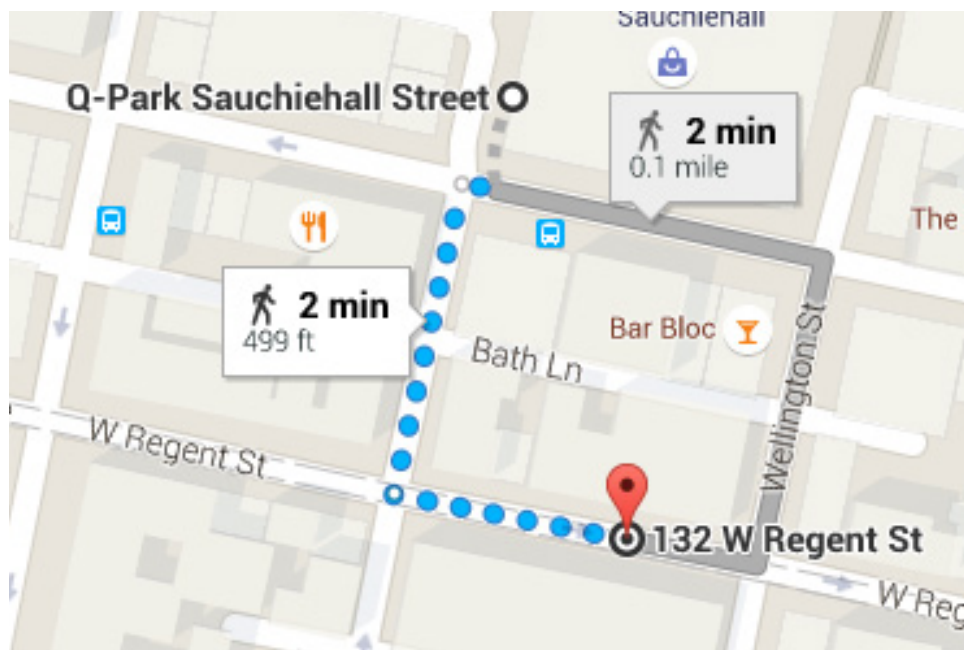 Sauchiehall
Q-Park Sauchiehall Street
2 min
0.1 mile
The
2 min
499 ft
Bar Bloc
Bath Ln
Wellington St
W Regent St
132 W Regent St
W Reg